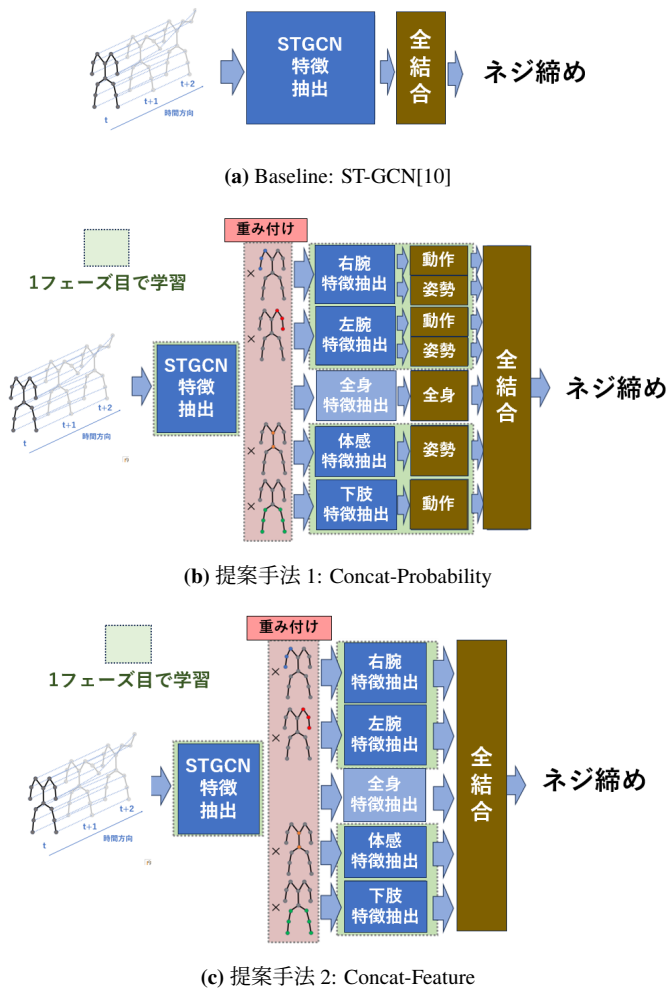 STGCN
特徴
抽出
全
結
合
ネジ締め
t
t+1
t+2
時間方向
(a) Baseline: ST-GCN[10]
重み付け
1フェーズ目で学習
STGCN
特徴
抽出
t
t+1
t+2
時間方向
×
右腕
特徴抽出
動作
姿勢
×
左腕
特徴抽出
動作
姿勢
全身
特徴抽出
全身
×
体感
特徴抽出
姿勢
×
下肢
特徴抽出
動作
全
結
合
ネジ締め
(b) 提案手法 1: Concat-Probability
重み付け
1フェーズ目で学習
STGCN
特徴
抽出
t
t+1
t+2
時間方向
×
右腕
特徴抽出
×
左腕
特徴抽出
全身
特徴抽出
×
体感
特徴抽出
×
下肢
特徴抽出
全
結
合
ネジ締め
(c) 提案手法 2: Concat-Feature